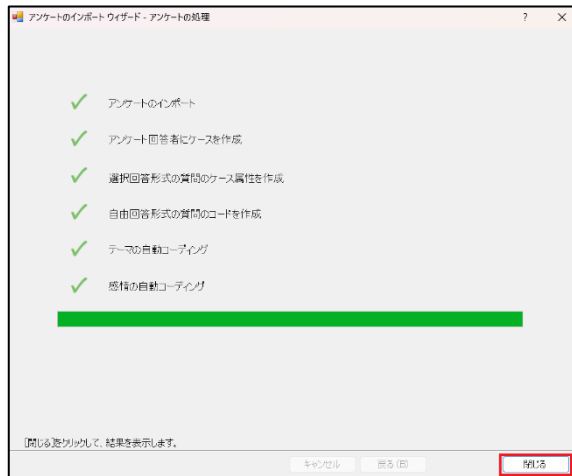 アンケートのインポート ウィザード - アンケートの処理
アンケートのインポート
アンケート回答者にケースを作成
選択回答形式の質問のケース属性を作成
自由回答形式の質問のコードを作成
テーマの自動コーディング
感情の自動コーディング
[閉じる]をクリックして、結果を表示します。
キャンセル 戻る(B) 閉じる